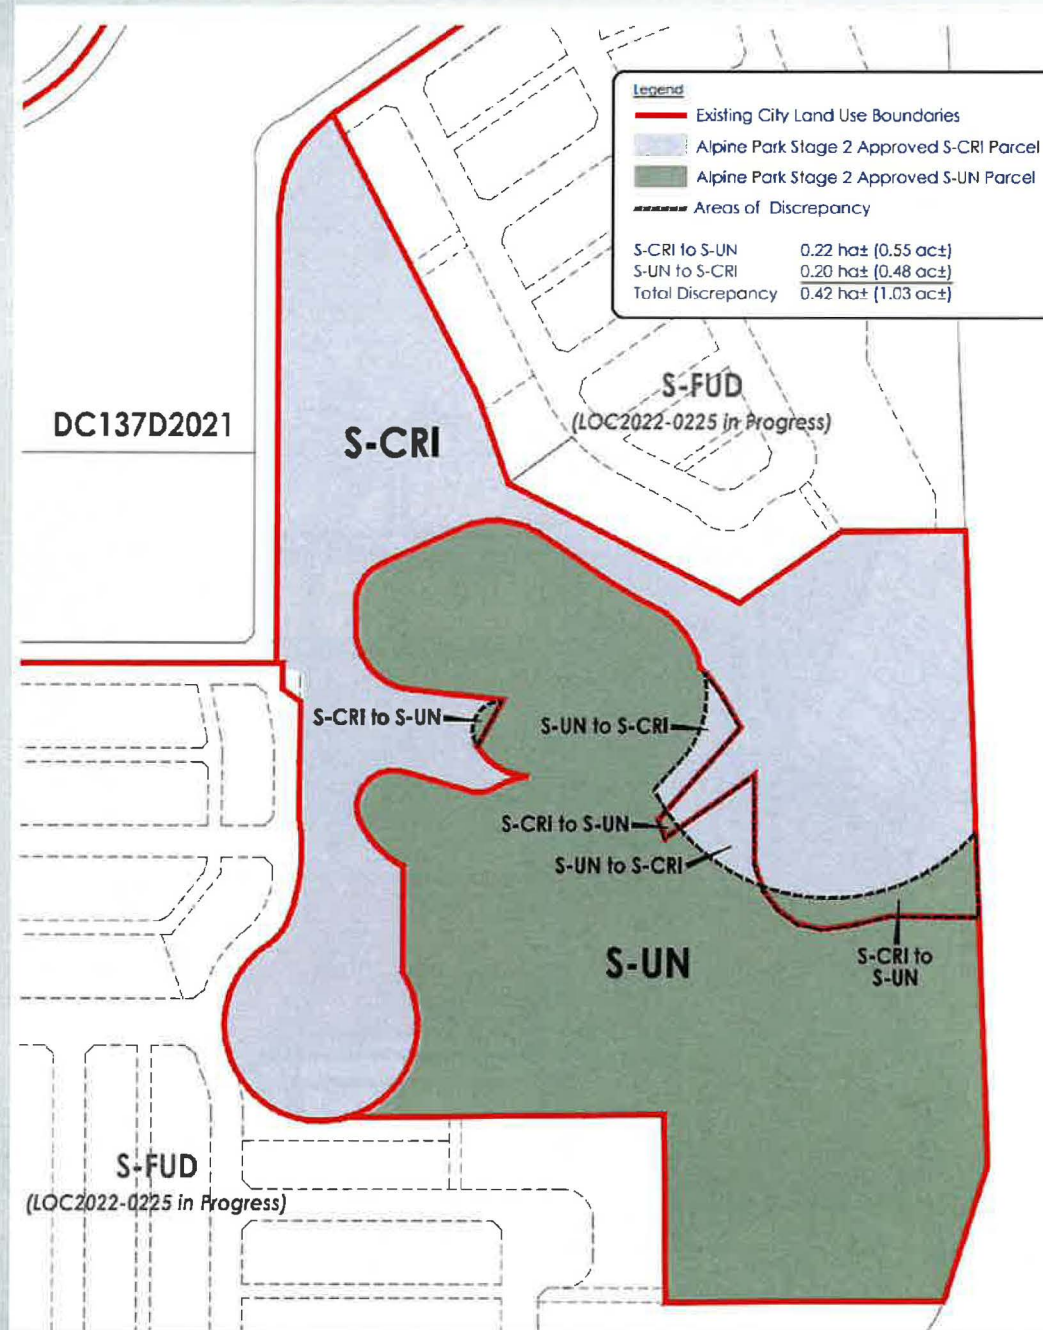 Legend
Existing City Land Use Boundaries
Alpine Park Stage 2 Approved S-CRI Parcel
Alpine Park Stage 2 Approved S-UN Parcel
Areas of Discrepancy
S-CRI to S-UN 0.22 ha± (0.55 ac±)
S-UN to S-CRI 0.20 ha± (0.48 ac±)
Total Discrepancy 0.42 ha± (1.03 ac±)
S-FUD
(LOC2022-0225 in Progress)
DC137D2021
S-CRI
S-CRI to S-UN
S-UN to S-CRI
S-CRI to S-UN
S-UN to S-CRI
S-UN
S-CRI to
S-UN
S-FUD
(LOC2022-0225 in Progress)